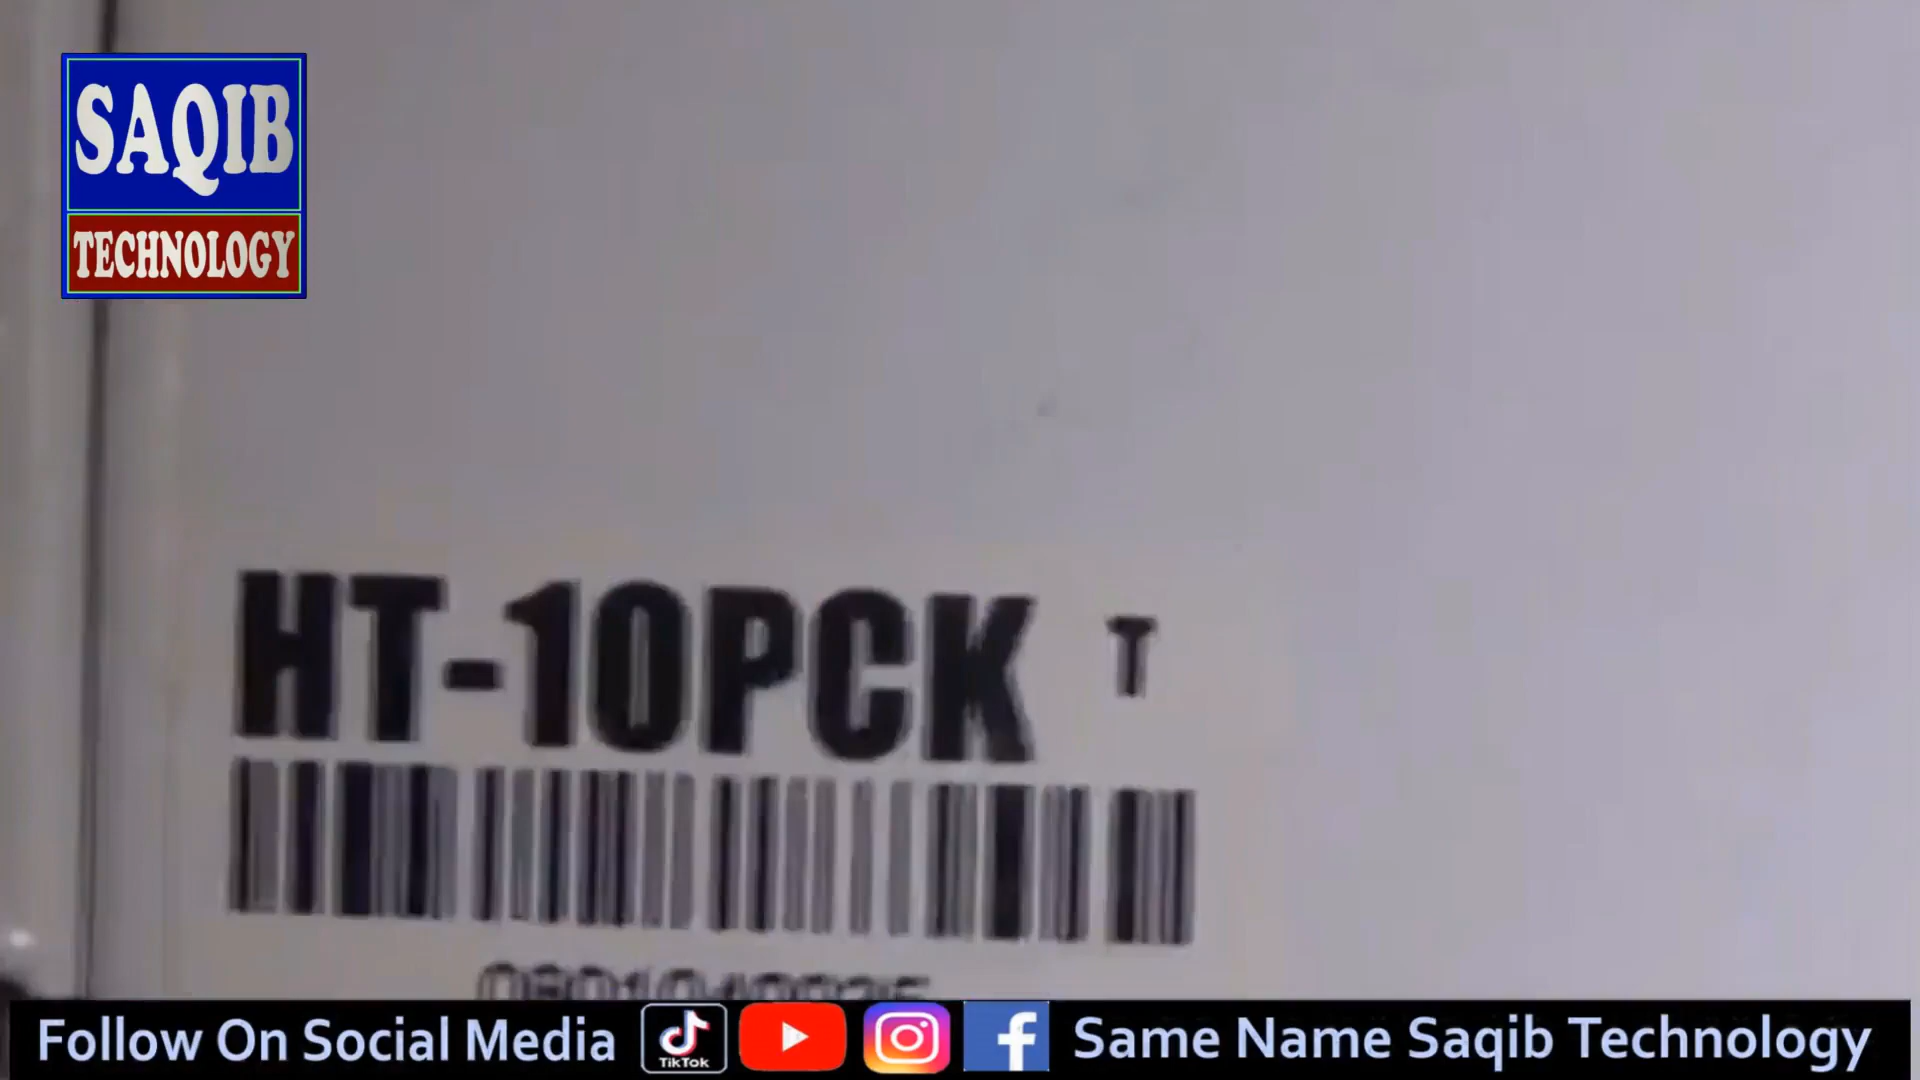 SAQIB
TECHNOLOGY
HT-10PCK T
Follow On Social Media TikTok Same Name Saqib Technology